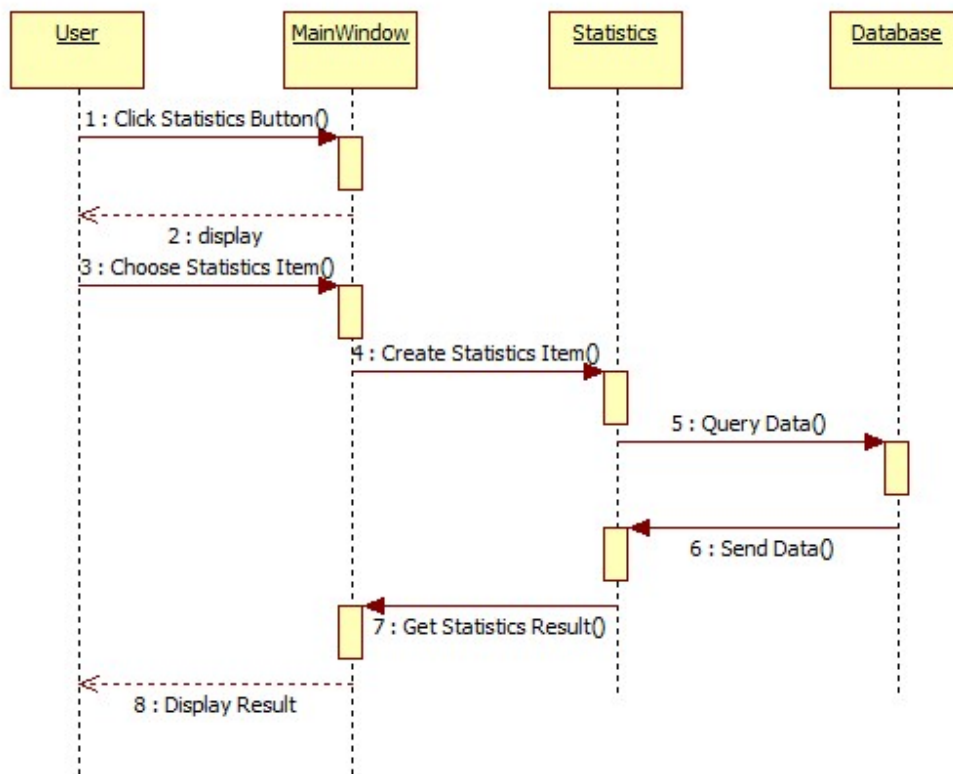 User
MainWindow
Statistics
Database
1 : Click Statistics Button()
2 : display
3 : Choose Statistics Item()
4 : Create Statistics Item()
5 : Query Data()
6 : Send Data()
7 : Get Statistics Result()
8 : Display Result